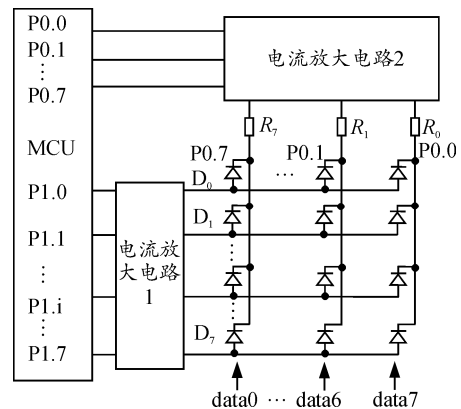 P0.0
P0.1
⋮
P0.7
MCU
P1.0
P1.1
⋮
P1.i
⋮
P1.7
电流放大电路2
R7
R1
R0
P0.7
P0.1
P0.0
…
电流放
大电路
1
D0
D1
⋮
⋮
D7
data0 … data6 data7